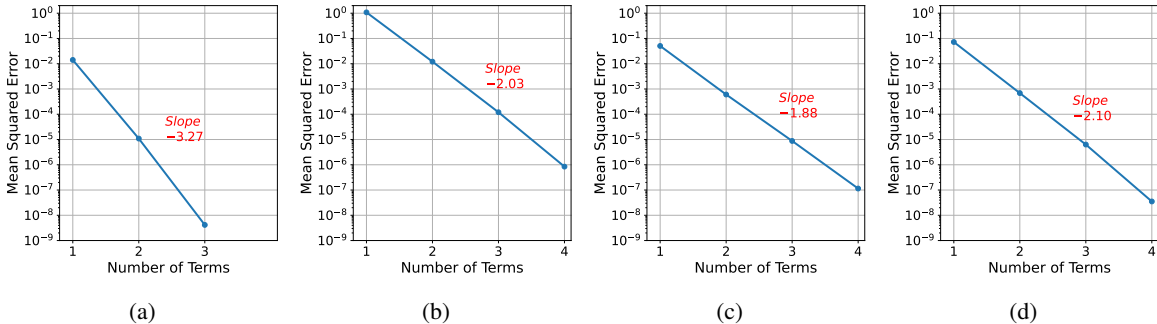 Mean Squared Error
10⁰
10⁻¹
10⁻²
10⁻³
10⁻⁴
10⁻⁵
10⁻⁶
10⁻⁷
10⁻⁸
10⁻⁹
Slope
−3.27
1 2 3
Number of Terms
(a)
Mean Squared Error
10⁰
10⁻¹
10⁻²
10⁻³
10⁻⁴
10⁻⁵
10⁻⁶
10⁻⁷
10⁻⁸
10⁻⁹
Slope
−2.03
1 2 3 4
Number of Terms
(b)
Mean Squared Error
10⁰
10⁻¹
10⁻²
10⁻³
10⁻⁴
10⁻⁵
10⁻⁶
10⁻⁷
10⁻⁸
10⁻⁹
Slope
−1.88
1 2 3 4
Number of Terms
(c)
Mean Squared Error
10⁰
10⁻¹
10⁻²
10⁻³
10⁻⁴
10⁻⁵
10⁻⁶
10⁻⁷
10⁻⁸
10⁻⁹
Slope
−2.10
1 2 3 4
Number of Terms
(d)